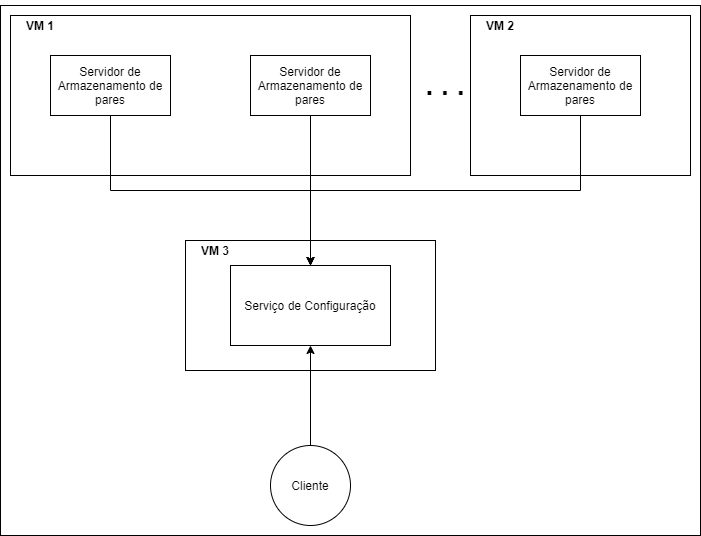 VM 1
Servidor de
Armazenamento de
pares
Servidor de
Armazenamento de
pares
. . .
VM 2
Servidor de
Armazenamento de
pares
VM 3
Serviço de Configuração
Cliente